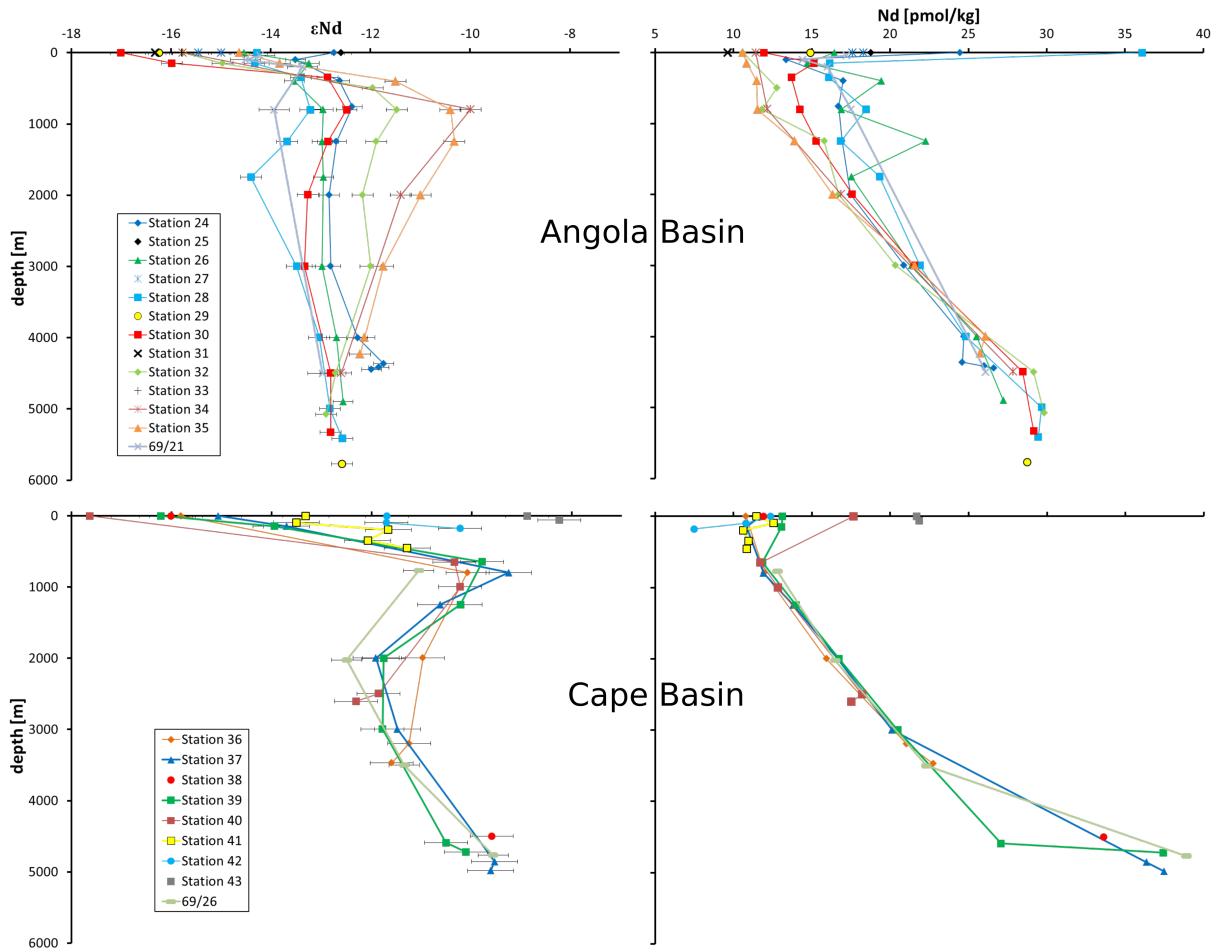 εNd
Nd [pmol/kg]
-18 -16 -14 -12 -10 -8
5 10 15 20 25 30 35 40
0
1000
2000
3000
4000
5000
6000
depth [m]
Station 24
Station 25
Station 26
Station 27
Station 28
Station 29
Station 30
Station 31
Station 32
Station 33
Station 34
Station 35
69/21
Angola Basin
0
1000
2000
3000
4000
5000
6000
depth [m]
Station 36
Station 37
Station 38
Station 39
Station 40
Station 41
Station 42
Station 43
69/26
Cape Basin